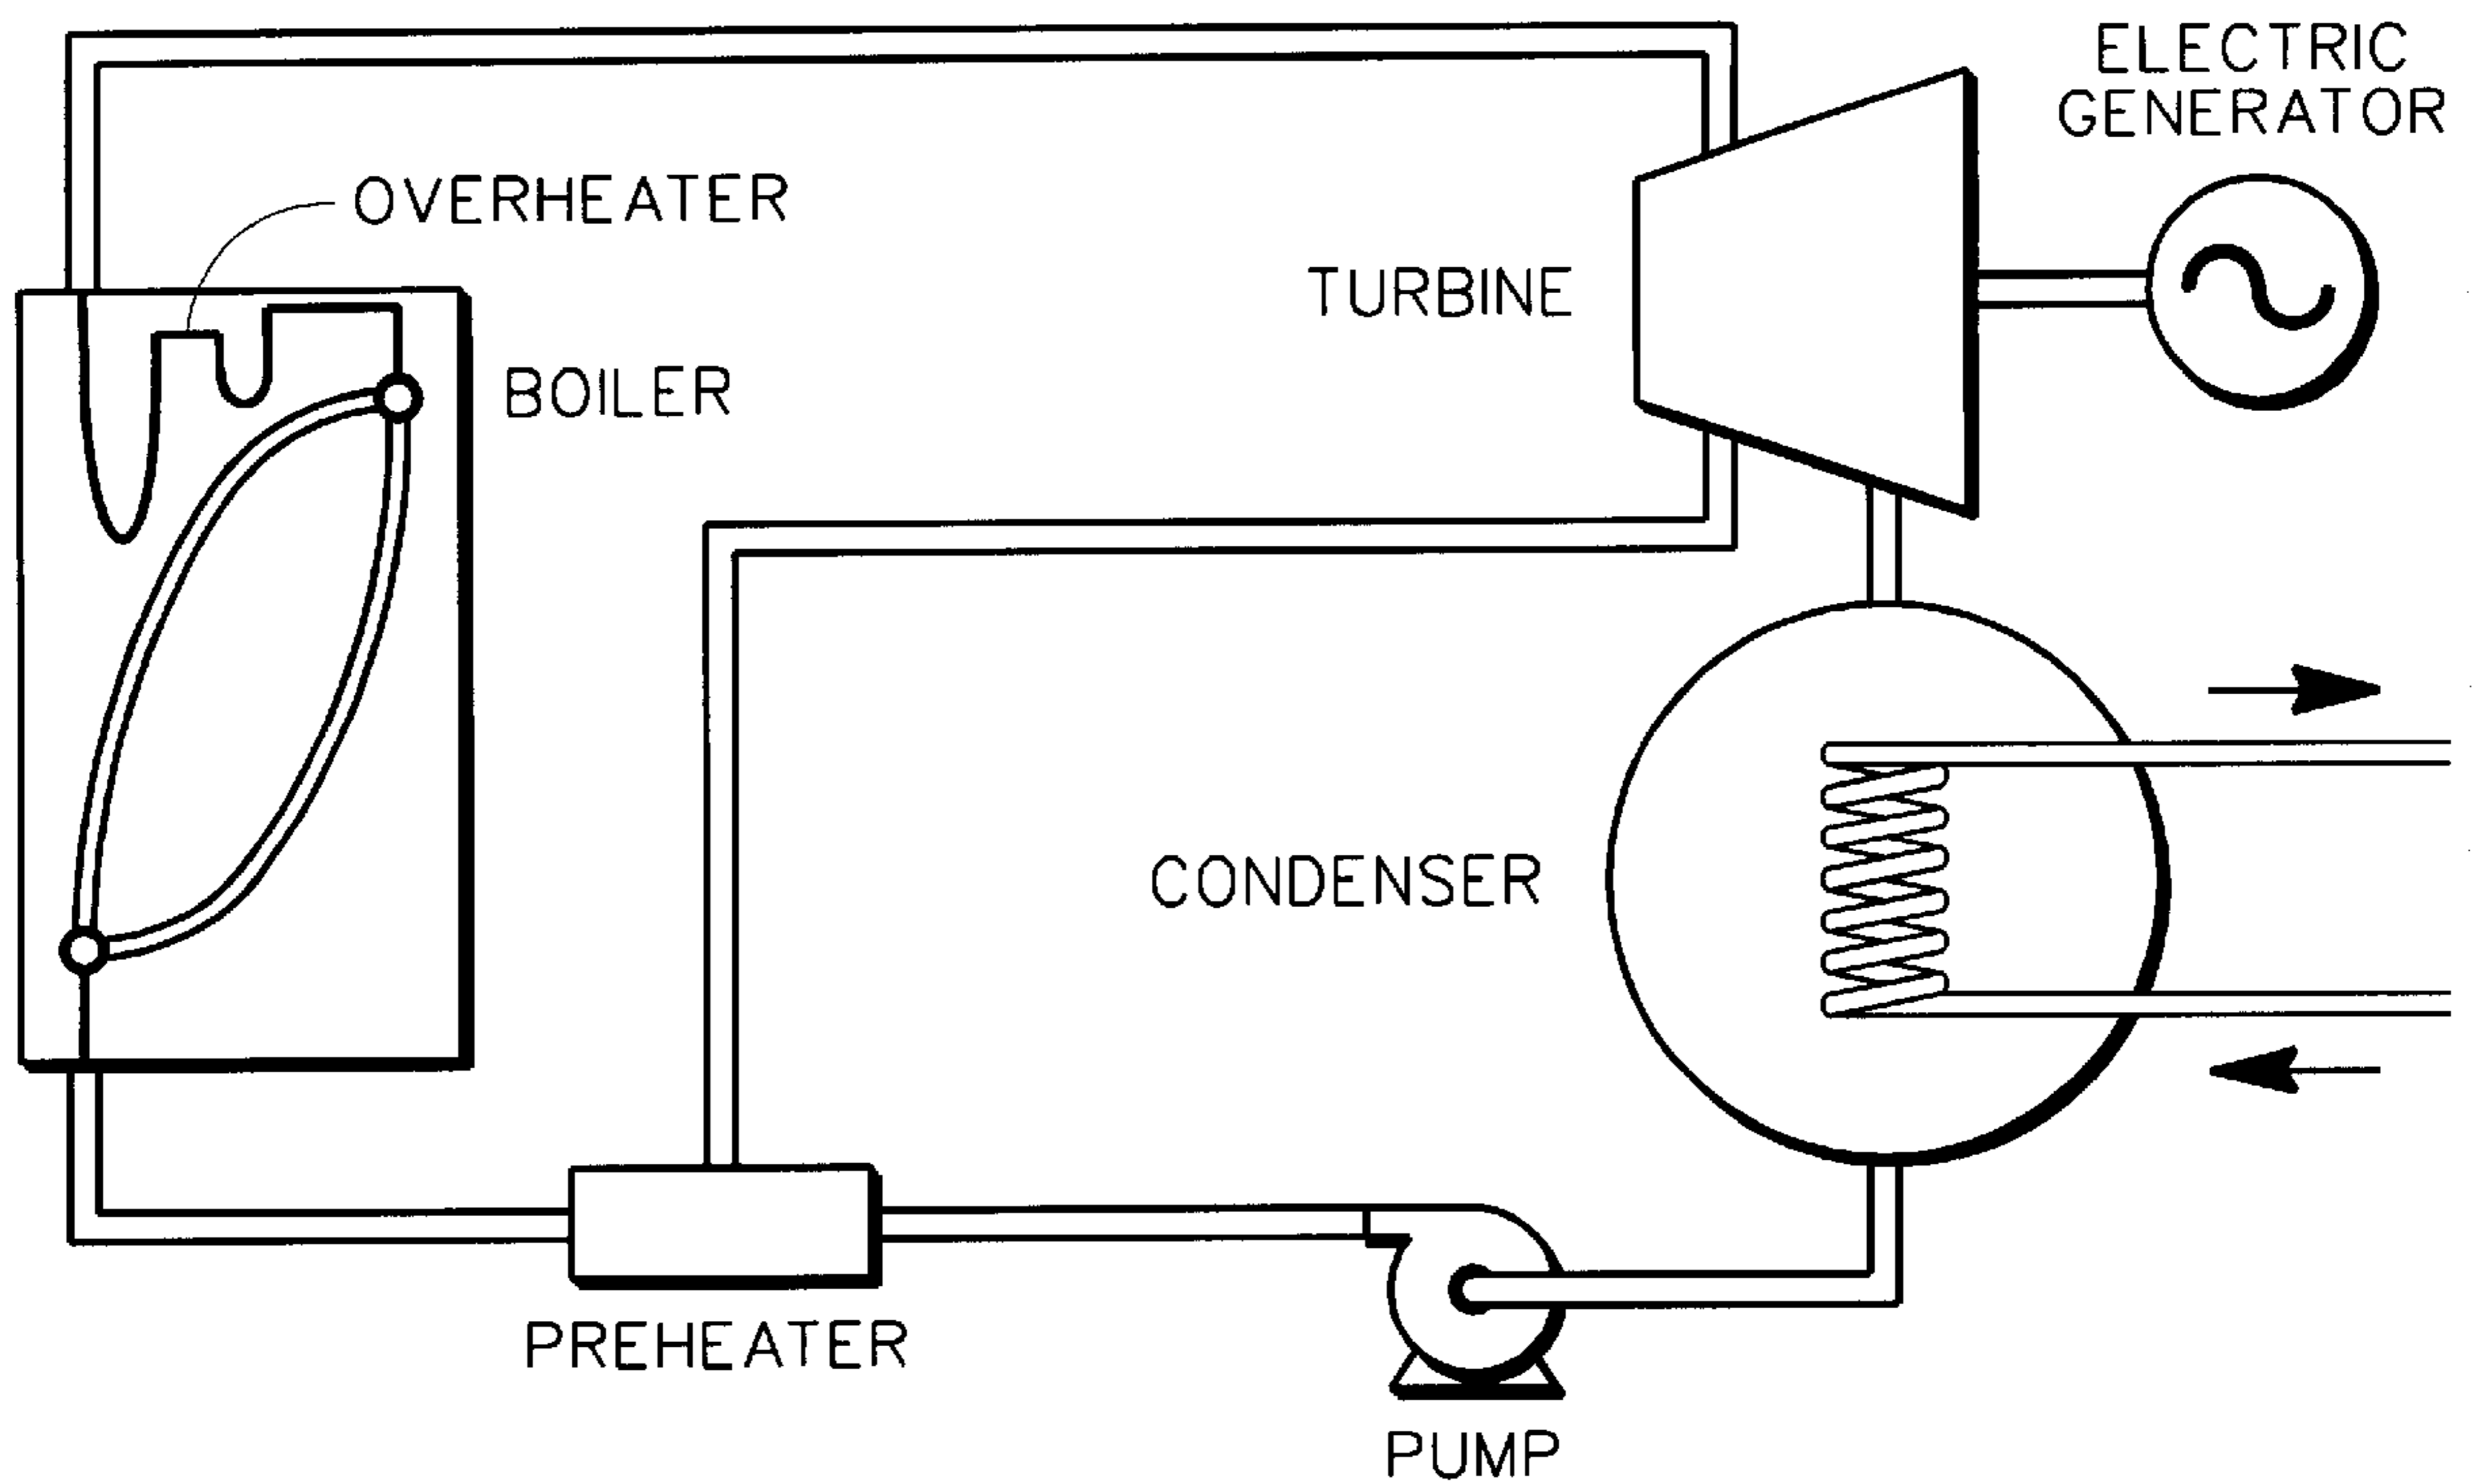 ELECTRIC
GENERATOR
OVERHEATER
TURBINE
BOILER
CONDENSER
PREHEATER
PUMP